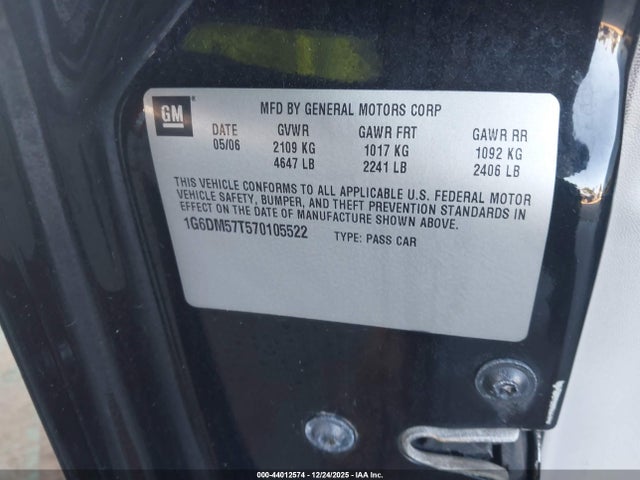 GM
MFD BY GENERAL MOTORS CORP
DATE GVWR GAWR FRT GAWR RR
05/06 2109 KG 1017 KG 1092 KG
4647 LB 2241 LB 2406 LB
THIS VEHICLE CONFORMS TO ALL APPLICABLE U.S. FEDERAL MOTOR
VEHICLE SAFETY, BUMPER, AND THEFT PREVENTION STANDARDS IN
EFFECT ON THE DATE OF MANUFACTURE SHOWN ABOVE.
1G6DM57T570105522 TYPE: PASS CAR
000-44012574 - 12/24/2025 - IAAI, Inc.